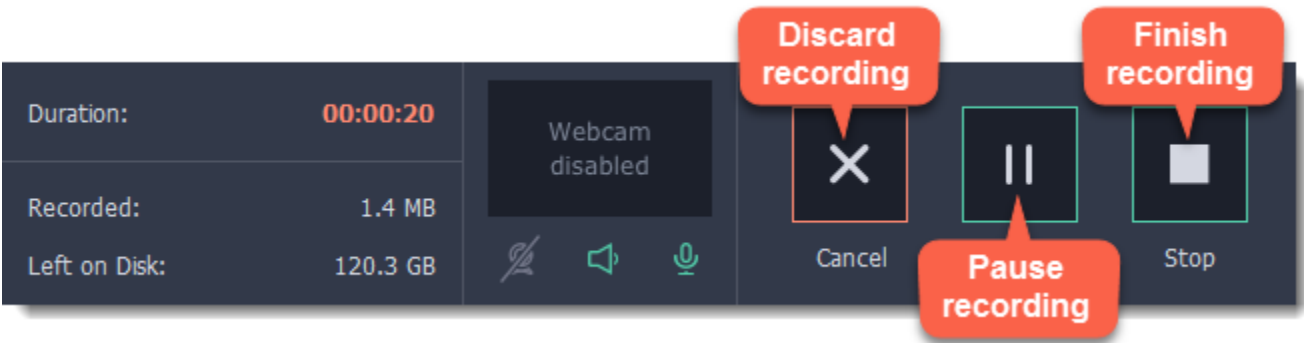 Discard
recording
Finish
recording
Duration: 00:00:20
Webcam
disabled
Recorded: 1.4 MB
Left on Disk: 120.3 GB
Cancel
Pause
recording
Stop